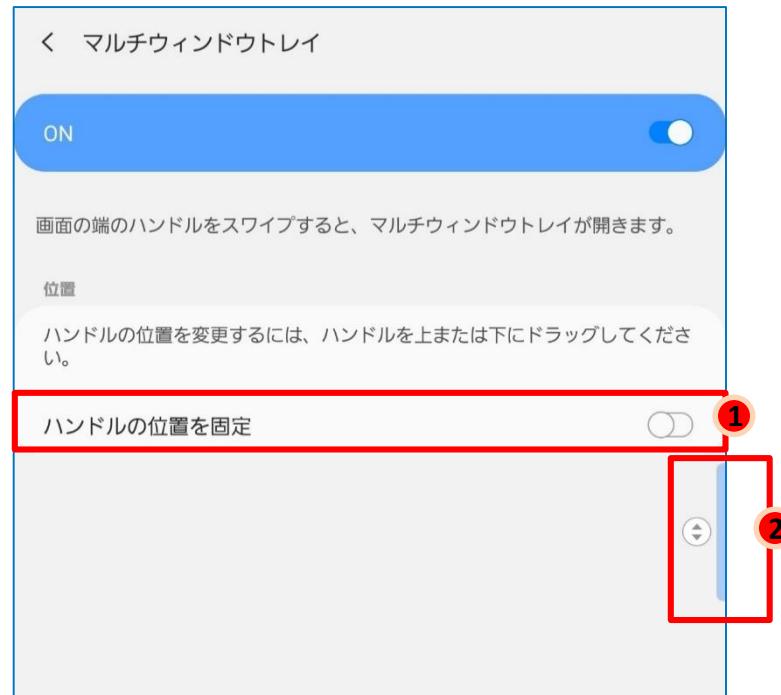 マルチウィンドウトレイ
ON
画面の端のハンドルをスワイプすると、マルチウィンドウトレイが開きます。
位置
ハンドルの位置を変更するには、ハンドルを上または下にドラッグしてくださ
い。
ハンドルの位置を固定
1
2